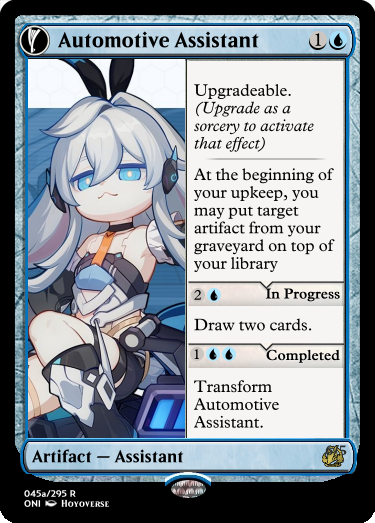 Automotive Assistant 1
Upgradeable.
(Upgrade as a
sorcery to activate
that effect)
At the beginning of
your upkeep, you
may put target
artifact from your
graveyard on top of
your library
2 In Progress
Draw two cards.
1 Completed
Transform
Automotive
Assistant.
Artifact — Assistant
045a/295 R
ONI Hoyoverse